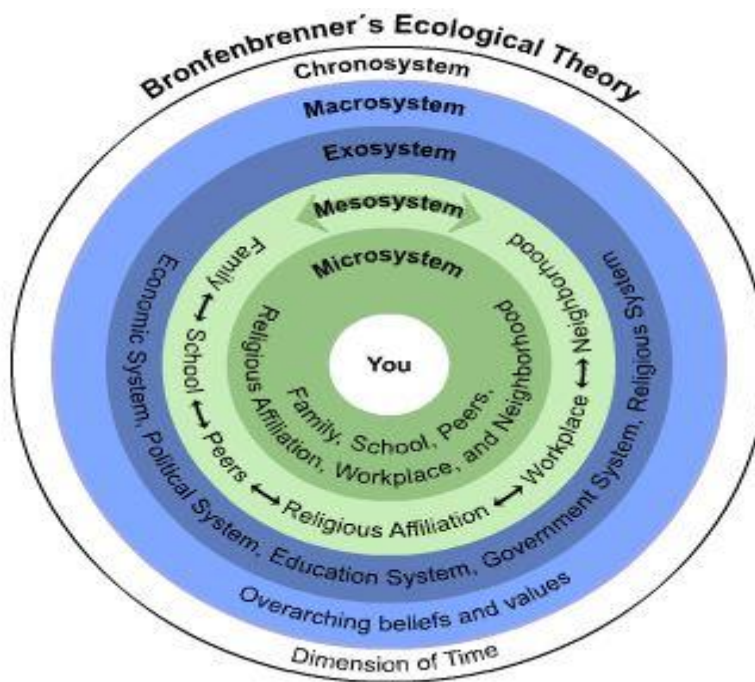 Bronfenbrenner´s Ecological Theory
Chronosystem
Macrosystem
Exosystem
Mesosystem
Family ↔ School ↔ Peers ↔ Religious Affiliation ↔ Workplace ↔ Neighborhood
Microsystem
You
Family, School, Peers,
Religious Affiliation, Workplace, and Neighborhood
Economic System, Political System, Education System, Government System, Religious System
Overarching beliefs and values
Dimension of Time